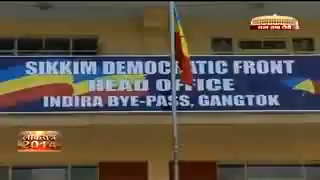 SIKKIM DEMOCRATIC FRONT
HEAD OFFICE
INDIRA BYE-PASS, GANGTOK
2014